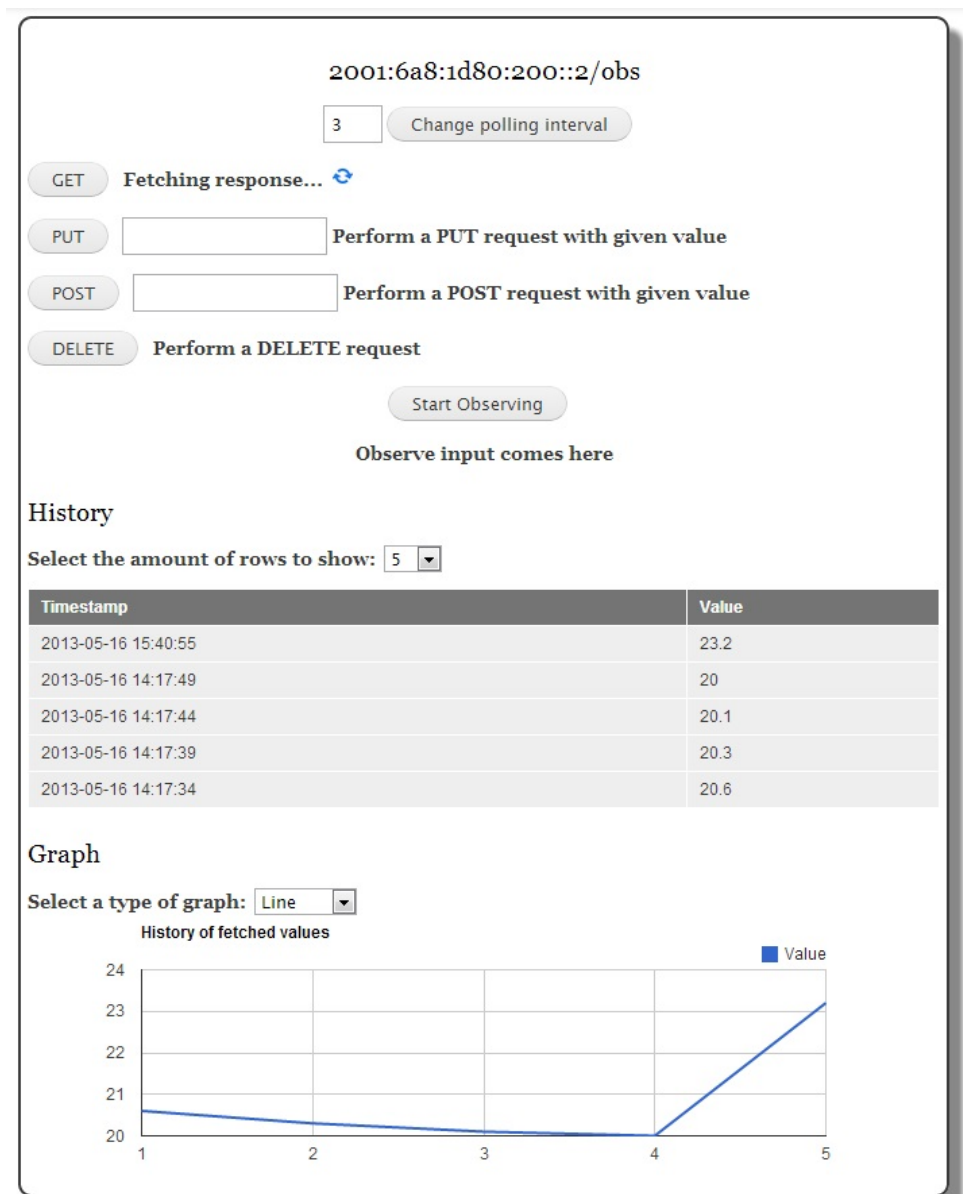 2001:6a8:1d80:200::2/obs
3 Change polling interval
GET Fetching response...
PUT Perform a PUT request with given value
POST Perform a POST request with given value
DELETE Perform a DELETE request
Start Observing
Observe input comes here
History
Select the amount of rows to show: 5
Timestamp Value
2013-05-16 15:40:55 23.2
2013-05-16 14:17:49 20
2013-05-16 14:17:44 20.1
2013-05-16 14:17:39 20.3
2013-05-16 14:17:34 20.6
Graph
Select a type of graph: Line
History of fetched values
Value
24
23
22
21
20
1 2 3 4 5